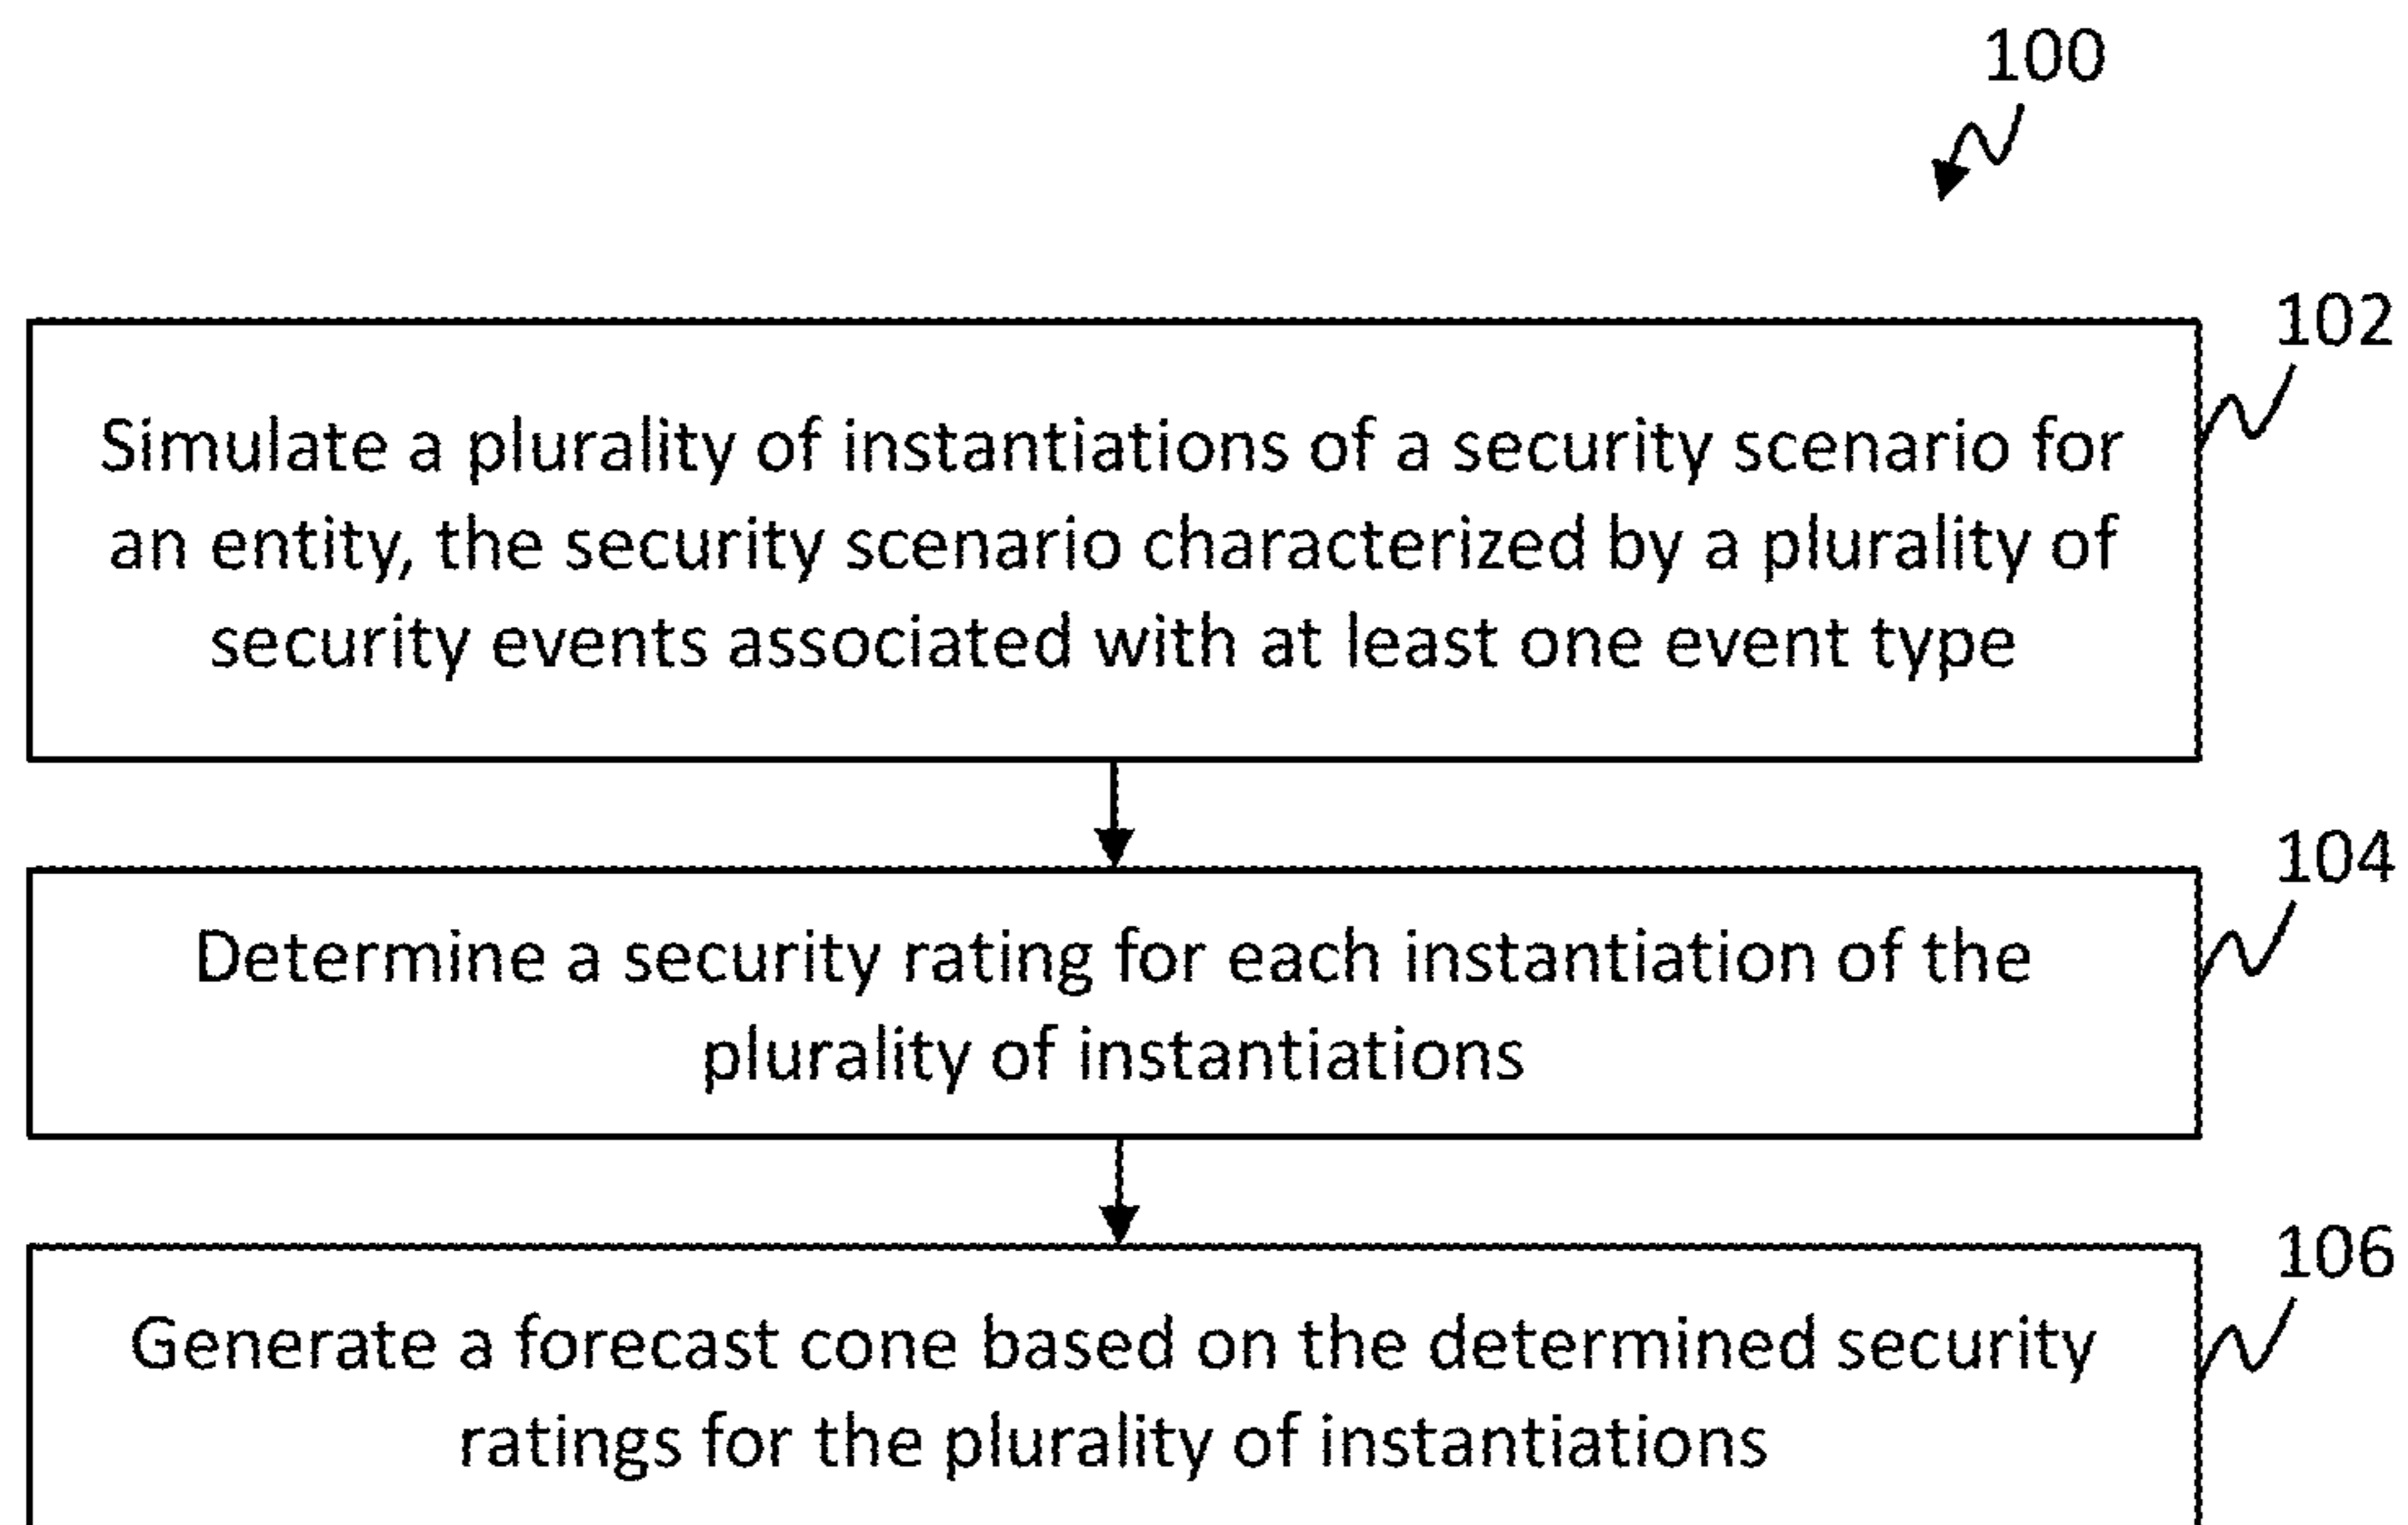 100
102
Simulate a plurality of instantiations of a security scenario for
an entity, the security scenario characterized by a plurality of
security events associated with at least one event type
104
Determine a security rating for each instantiation of the
plurality of instantiations
106
Generate a forecast cone based on the determined security
ratings for the plurality of instantiations